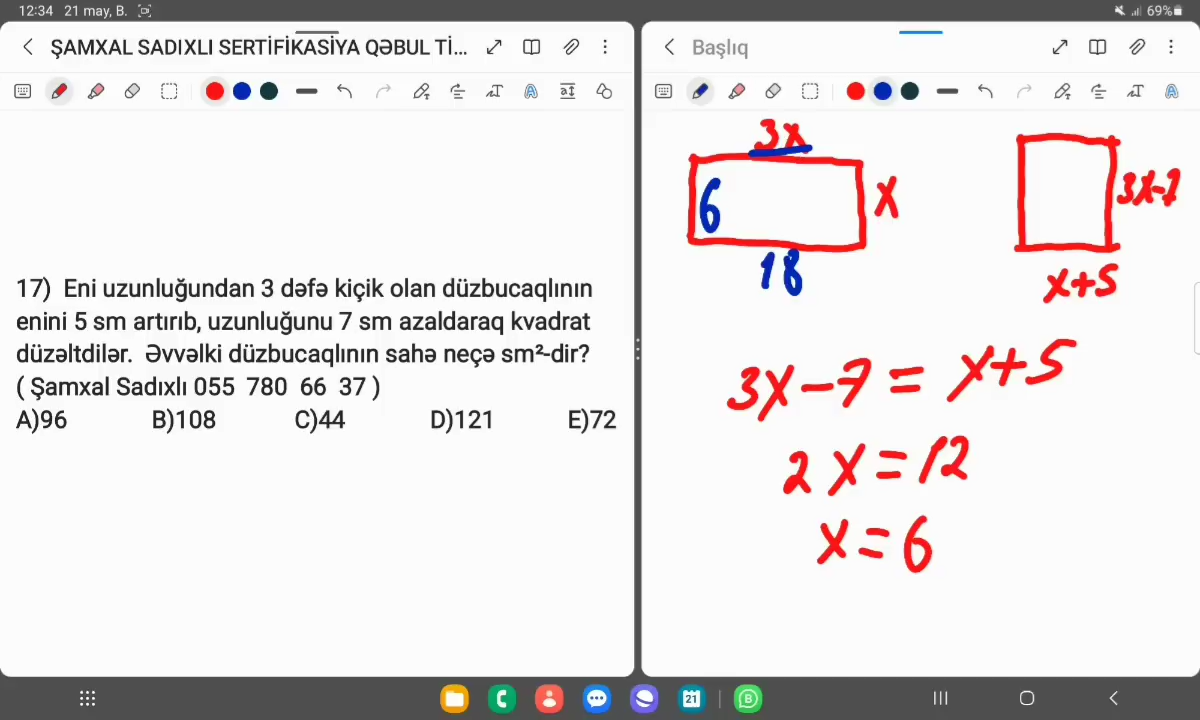 12:34 21 may, B. 69%
ŞAMXAL SADIXLI SERTİFİKASİYA QƏBUL Tİ...
17) Eni uzunluğundan 3 dəfə kiçik olan düzbucaqlının
enini 5 sm artırıb, uzunluğunu 7 sm azaldaraq kvadrat
düzəltdilər. Əvvəlki düzbucaqlının sahə neçə sm²-dir?
( Şamxal Sadıxlı 055 780 66 37 )
A)96 B)108 C)44 D)121 E)72
Başlıq
3x
6 x
18
3x-7
x+5
3x-7=x+5
2x=12
x=6
21